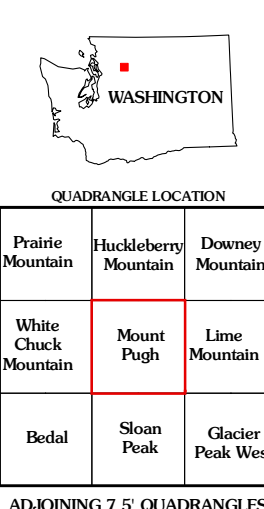 WASHINGTON
QUADRANGLE LOCATION
Prairie
Mountain
Huckleberry
Mountain
Downey
Mountain
White
Chuck
Mountain
Mount
Pugh
Lime
Mountain
Bedal
Sloan
Peak
Glacier
Peak Wes
ADJOINING 7.5' QUADRANGLES